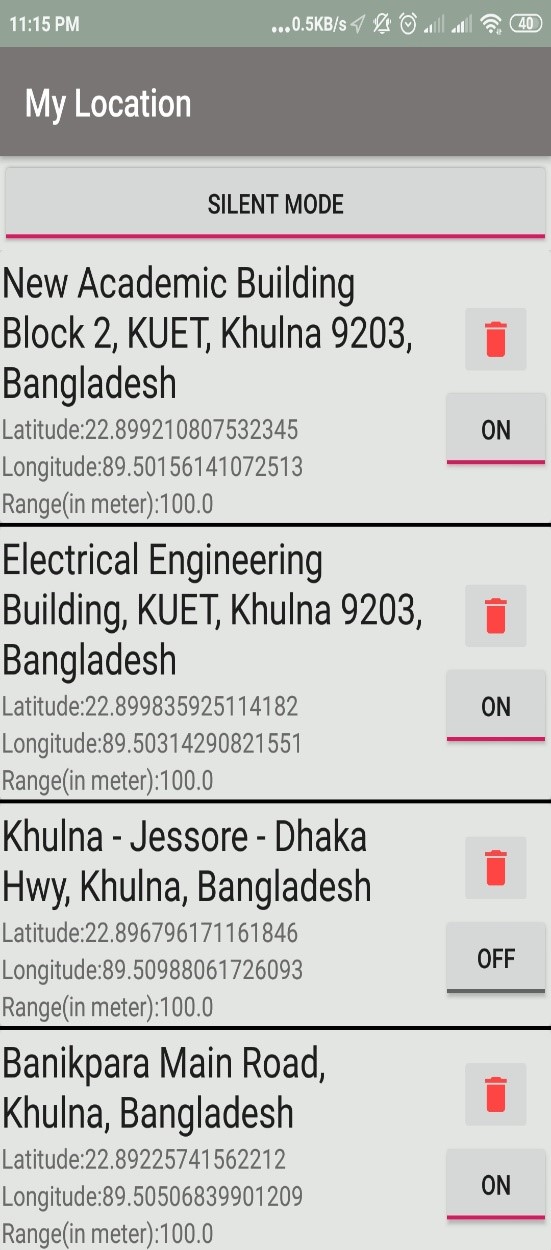 11:15 PM ...0.5KB/s 40
My Location
SILENT MODE
New Academic Building
Block 2, KUET, Khulna 9203,
Bangladesh
Latitude:22.899210807532345
ON
Longitude:89.50156141072513
Range(in meter):100.0
Electrical Engineering
Building, KUET, Khulna 9203,
Bangladesh
Latitude:22.899835925114182
ON
Longitude:89.50314290821551
Range(in meter):100.0
Khulna - Jessore - Dhaka
Hwy, Khulna, Bangladesh
Latitude:22.896796171161846
OFF
Longitude:89.50988061726093
Range(in meter):100.0
Banikpara Main Road,
Khulna, Bangladesh
Latitude:22.89225741562212
ON
Longitude:89.50506839901209
Range(in meter):100.0